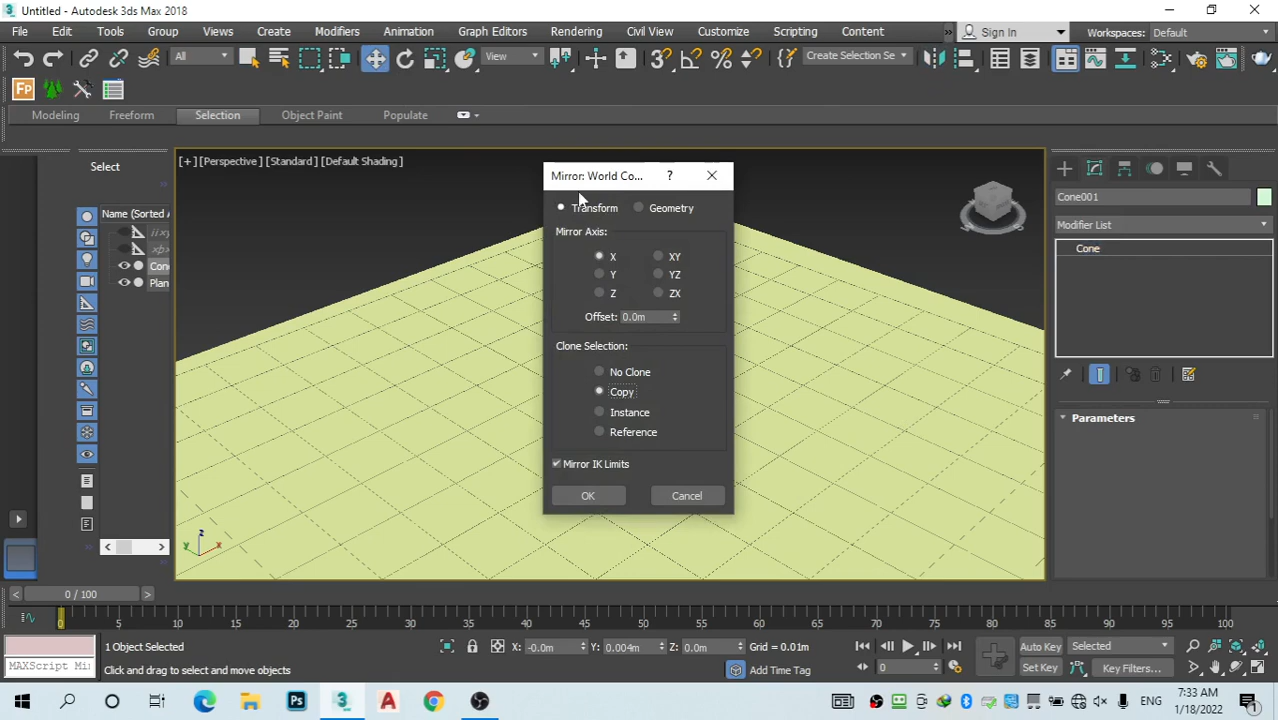 Untitled - Autodesk 3ds Max 2018
File Edit Tools Group Views Create Modifiers Animation Graph Editors Rendering Civil View Customize Scripting Content » Sign In Workspaces: Default
All View 3 % Create Selection Se
Fp
Modeling Freeform Selection Object Paint Populate
Select
Name (Sorted A
Con
Plan
[+] [Perspective] [Standard] [Default Shading]
Mirror: World Co... ?
Transform Geometry
Mirror Axis:
X XY
Y YZ
Z ZX
Offset: 0.0m
Clone Selection:
No Clone
Copy
Instance
Reference
Mirror IK Limits
OK Cancel
z
y x
Cone001
Modifier List
Cone
Parameters
0 / 100
0 5 10 15 20 25 30 35 40 45 50 55 60 65 70 75 80 85 90 95 100
1 Object Selected X: -0.0m Y: 0.004m Z: 0.0m Grid = 0.01m Auto Key Selected
MAXScript Mi Click and drag to select and move objects Add Time Tag 0 Set Key Key Filters...
Ps 3 A ENG 7:33 AM
1/18/2022 1